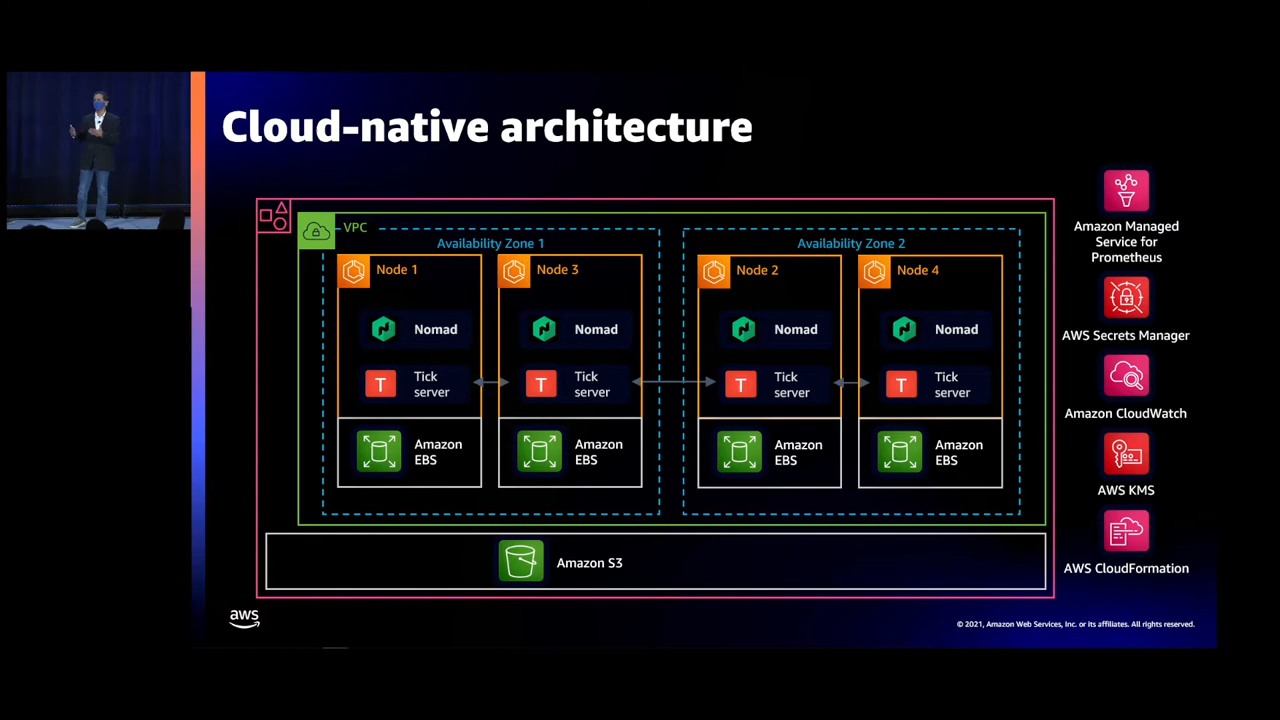 Cloud-native architecture
VPC
Availability Zone 1
Availability Zone 2
Node 1
Node 3
Node 2
Node 4
Nomad
Nomad
Nomad
Nomad
T
Tick
server
T
Tick
server
T
Tick
server
T
Tick
server
Amazon
EBS
Amazon
EBS
Amazon
EBS
Amazon
EBS
Amazon S3
Amazon Managed
Service for
Prometheus
AWS Secrets Manager
Amazon CloudWatch
AWS KMS
AWS CloudFormation
aws
© 2021, Amazon Web Services, Inc. or its affiliates. All rights reserved.